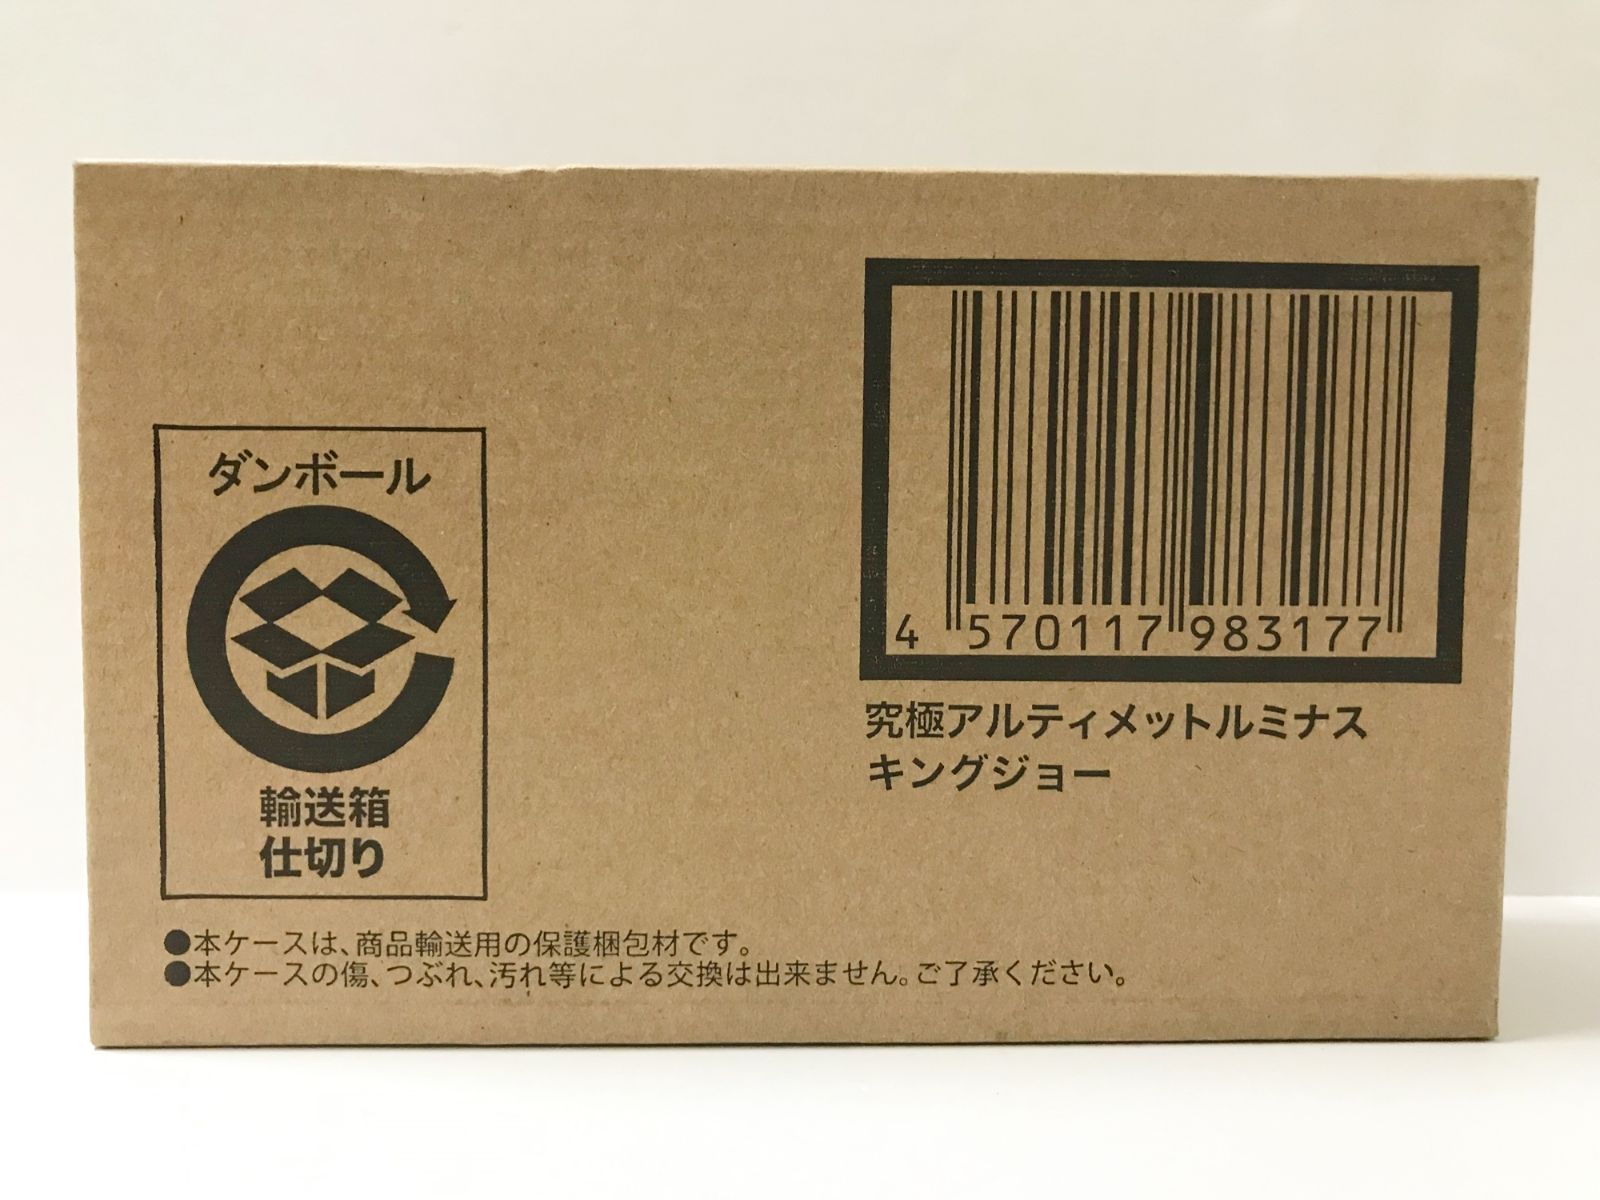 ダンボール
輸送箱
仕切り
4 570117 983177
究極アルティメットルミナス
キングジョー
●本ケースは、商品輸送用の保護梱包材です。
●本ケースの傷、つぶれ、汚れ等による交換は出来ません。ご了承ください。